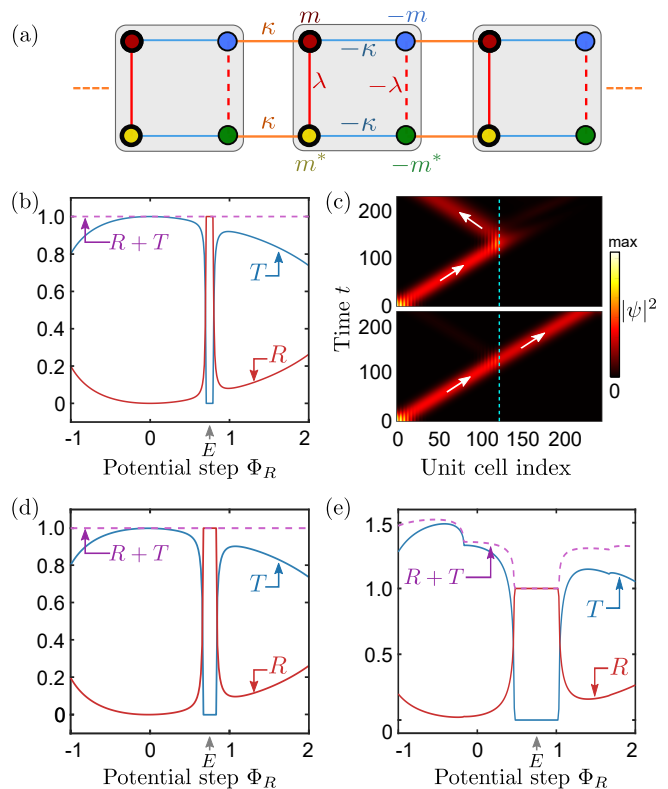 (a)
κ
m
-m
-κ
λ
-λ
κ
-κ
m*
-m*
(b)
1.0
0.8
0.6
0.4
0.2
0
R + T
T
R
-1
0
1
2
E
Potential step Φ_R
(c)
200
100
0
200
100
0
Time t
0
50
100
150
200
Unit cell index
max
|ψ|²
0
(d)
1.0
0.8
0.6
0.4
0.2
0
R + T
T
R
-1
0
1
2
E
Potential step Φ_R
(e)
1.5
1.0
0.5
0
R + T
T
R
-1
0
1
2
E
Potential step Φ_R